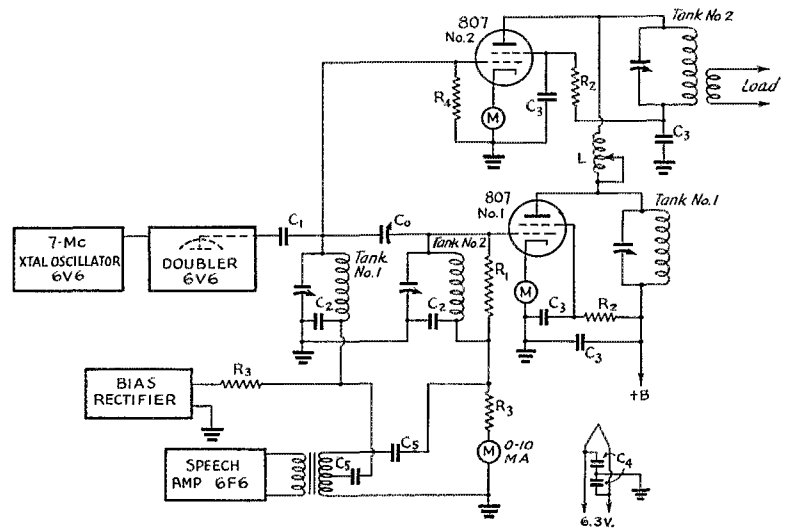 807
No.2
Tank No.2
R4
M
C3
R2
C3
Load
L
807
No.1
Tank No.1
7-Mc
XTAL OSCILLATOR
6V6
DOUBLER
6V6
C1
C0
Tank
No.1
Tank No.2
C2
C2
R1
M
C3
R2
C3
+B
BIAS
RECTIFIER
R3
SPEECH
AMP 6F6
C5
C5
R3
M
0-10
MA
C4
6.3V.